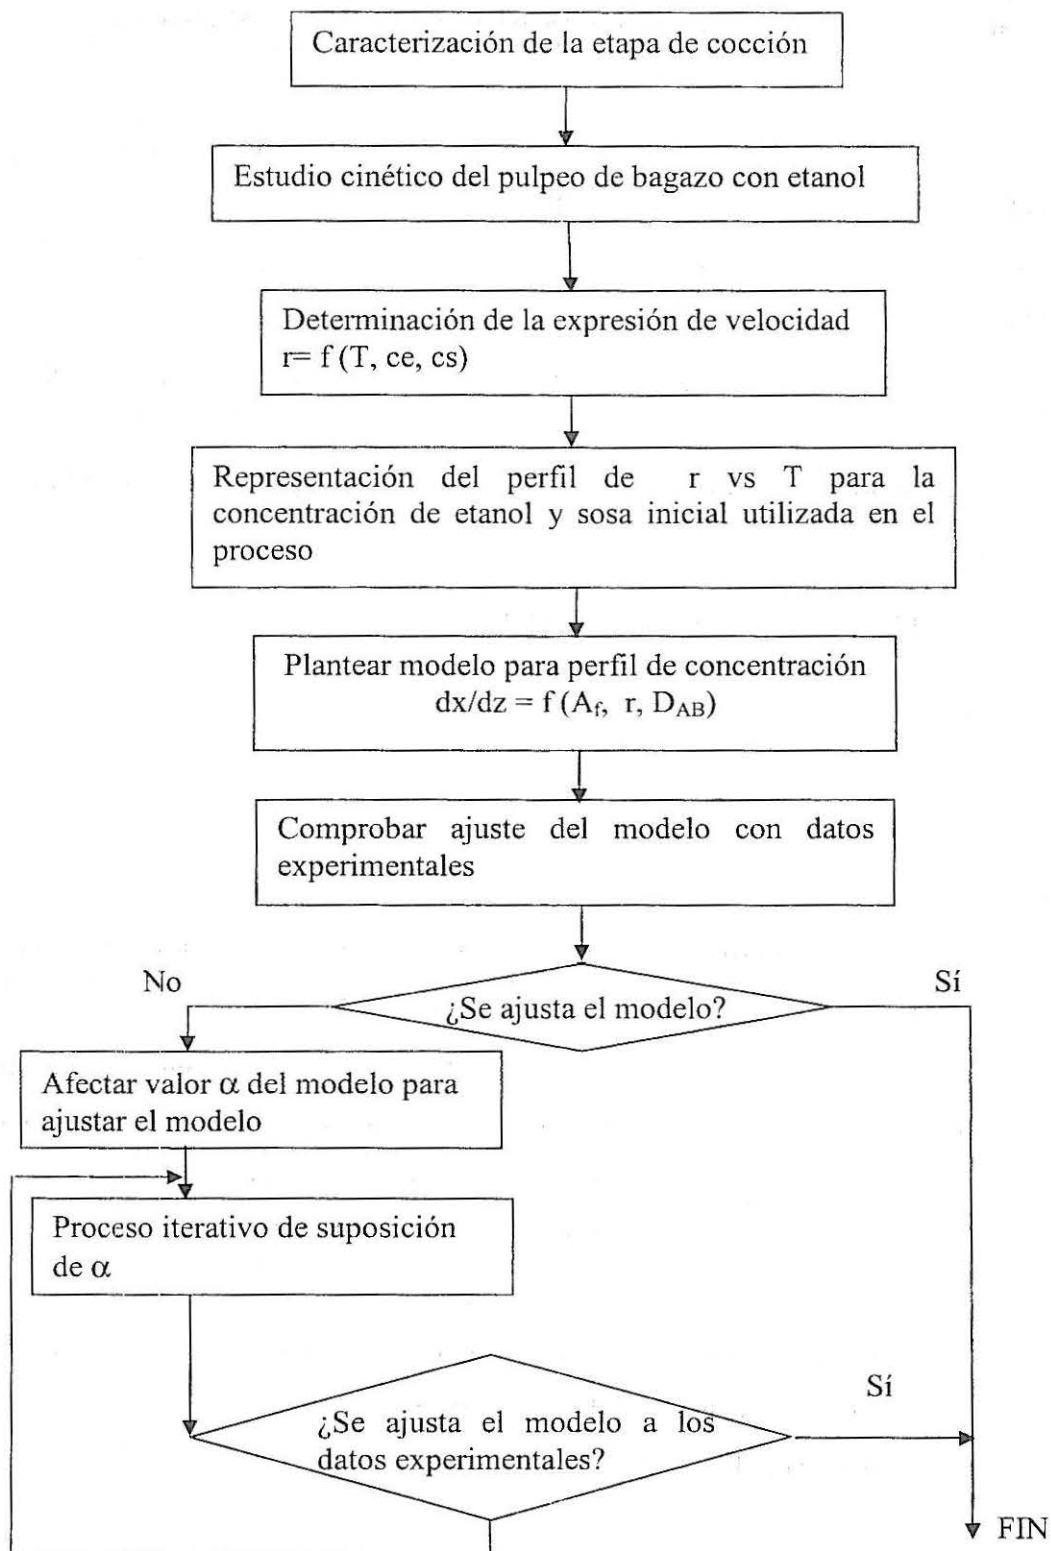 Caracterización de la etapa de cocción
Estudio cinético del pulpeo de bagazo con etanol
Determinación de la expresión de velocidad
r= f (T, ce, cs)
Representación del perfil de r vs T para la
concentración de etanol y sosa inicial utilizada en el
proceso
Plantear modelo para perfil de concentración
dx/dz = f (A_f, r, D_AB)
Comprobar ajuste del modelo con datos
experimentales
No
Sí
¿Se ajusta el modelo?
Afectar valor α del modelo para
ajustar el modelo
Proceso iterativo de suposición
de α
Sí
¿Se ajusta el modelo a los
datos experimentales?
FIN